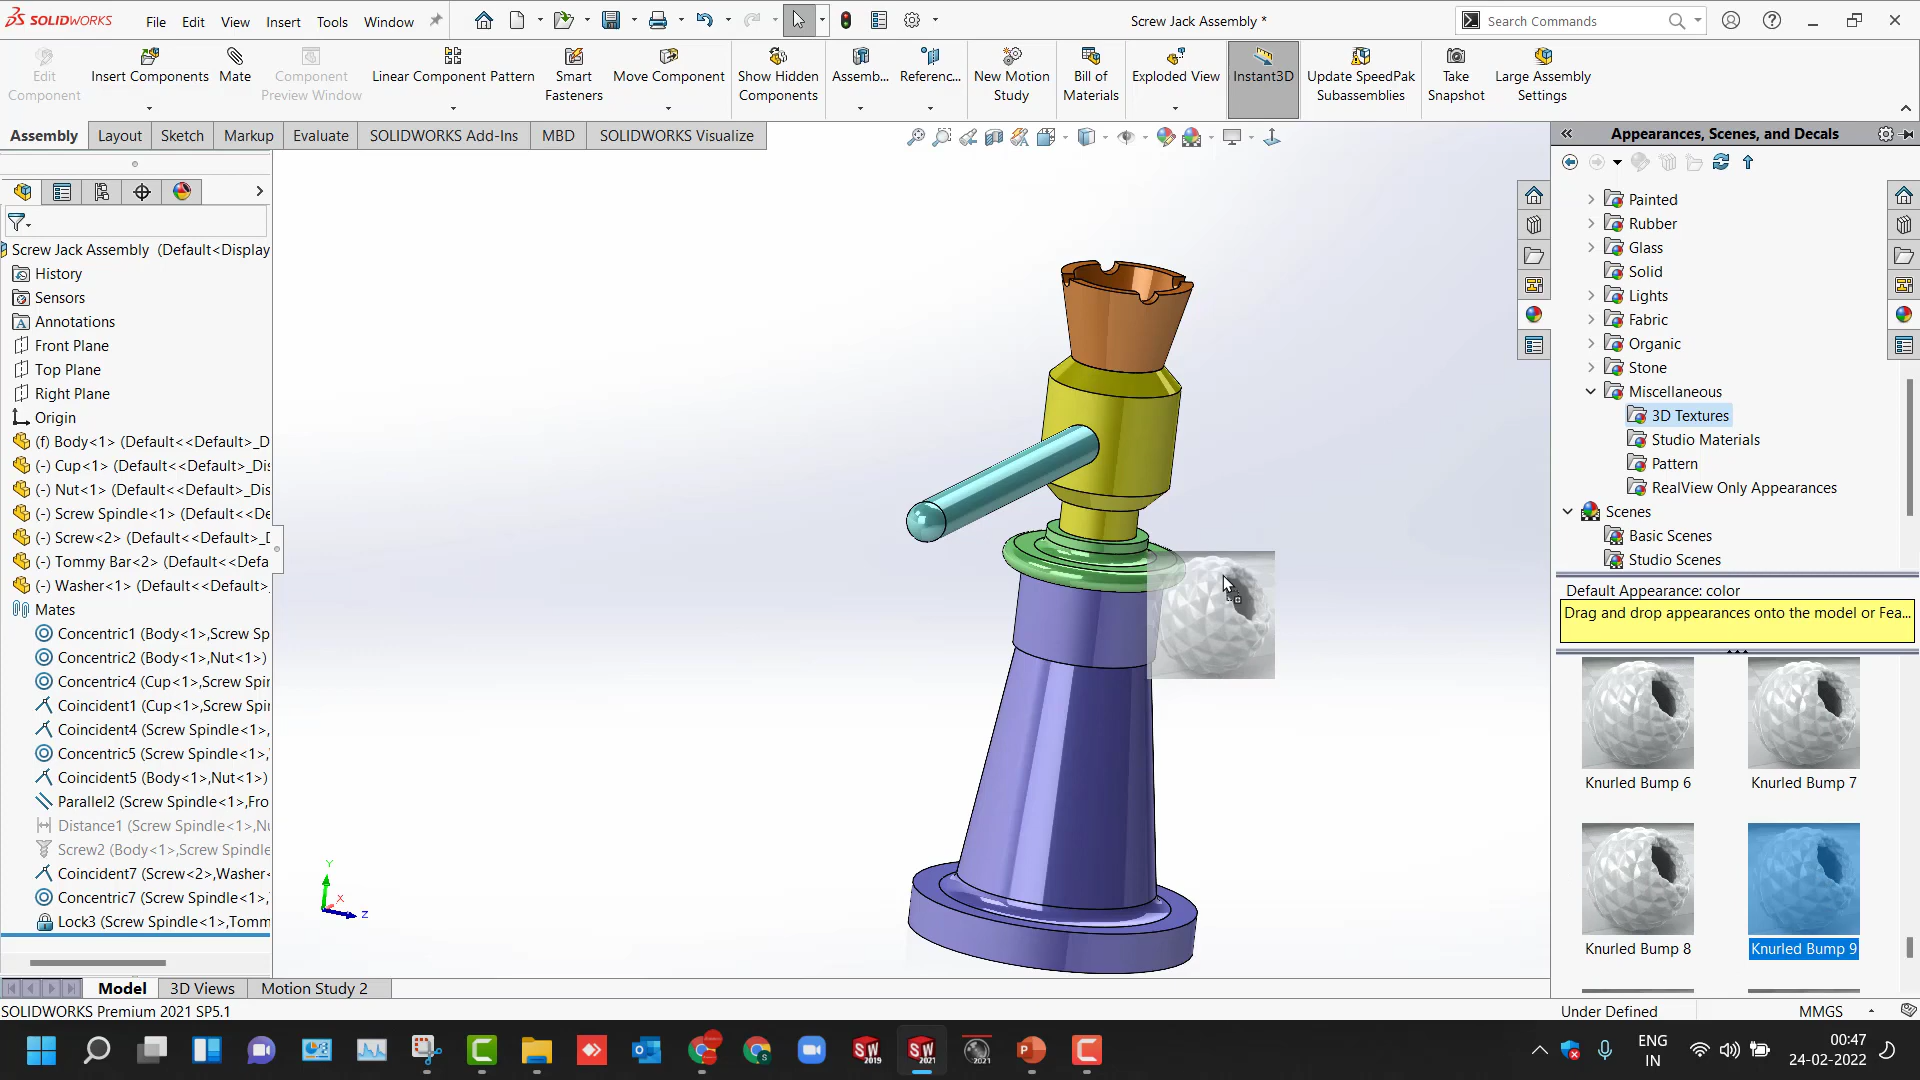 SOLIDWORKS File Edit View Insert Tools Window Screw Jack Assembly * Search Commands
Edit Component
Insert Components
Mate
Component Preview Window
Linear Component Pattern
Smart Fasteners
Move Component
Show Hidden Components
Assemb...
Referenc...
New Motion Study
Bill of Materials
Exploded View
Instant3D
Update SpeedPak Subassemblies
Take Snapshot
Large Assembly Settings
Assembly Layout Sketch Markup Evaluate SOLIDWORKS Add-Ins MBD SOLIDWORKS Visualize
Screw Jack Assembly (Default<Display
History
Sensors
Annotations
Front Plane
Top Plane
Right Plane
Origin
(f) Body<1> (Default<<Default>_D
(-) Cup<1> (Default<<Default>_Dis
(-) Nut<1> (Default<<Default>_Dis
(-) Screw Spindle<1> (Default<<De
(-) Screw<2> (Default<<Default>_D
(-) Tommy Bar<2> (Default<<Defa
(-) Washer<1> (Default<<Default>_
Mates
Concentric1 (Body<1>,Screw Sp
Concentric2 (Body<1>,Nut<1>)
Concentric4 (Cup<1>,Screw Spir
Coincident1 (Cup<1>,Screw Spin
Coincident4 (Screw Spindle<1>,
Concentric5 (Screw Spindle<1>,
Coincident5 (Body<1>,Nut<1>)
Parallel2 (Screw Spindle<1>,Fro
Distance1 (Screw Spindle<1>,Nu
Screw2 (Body<1>,Screw Spindle
Coincident7 (Screw<2>,Washer<
Concentric7 (Screw Spindle<1>,
Lock3 (Screw Spindle<1>,Tomm
Y
X
Z
Appearances, Scenes, and Decals
Painted
Rubber
Glass
Solid
Lights
Fabric
Organic
Stone
Miscellaneous
3D Textures
Studio Materials
Pattern
RealView Only Appearances
Scenes
Basic Scenes
Studio Scenes
Default Appearance: color
Drag and drop appearances onto the model or Fea...
Knurled Bump 6 Knurled Bump 7
Knurled Bump 8 Knurled Bump 9
Model 3D Views Motion Study 2
SOLIDWORKS Premium 2021 SP5.1 Under Defined MMGS
SW 2019
SW 2021
2021
ENG
IN
00:47
24-02-2022